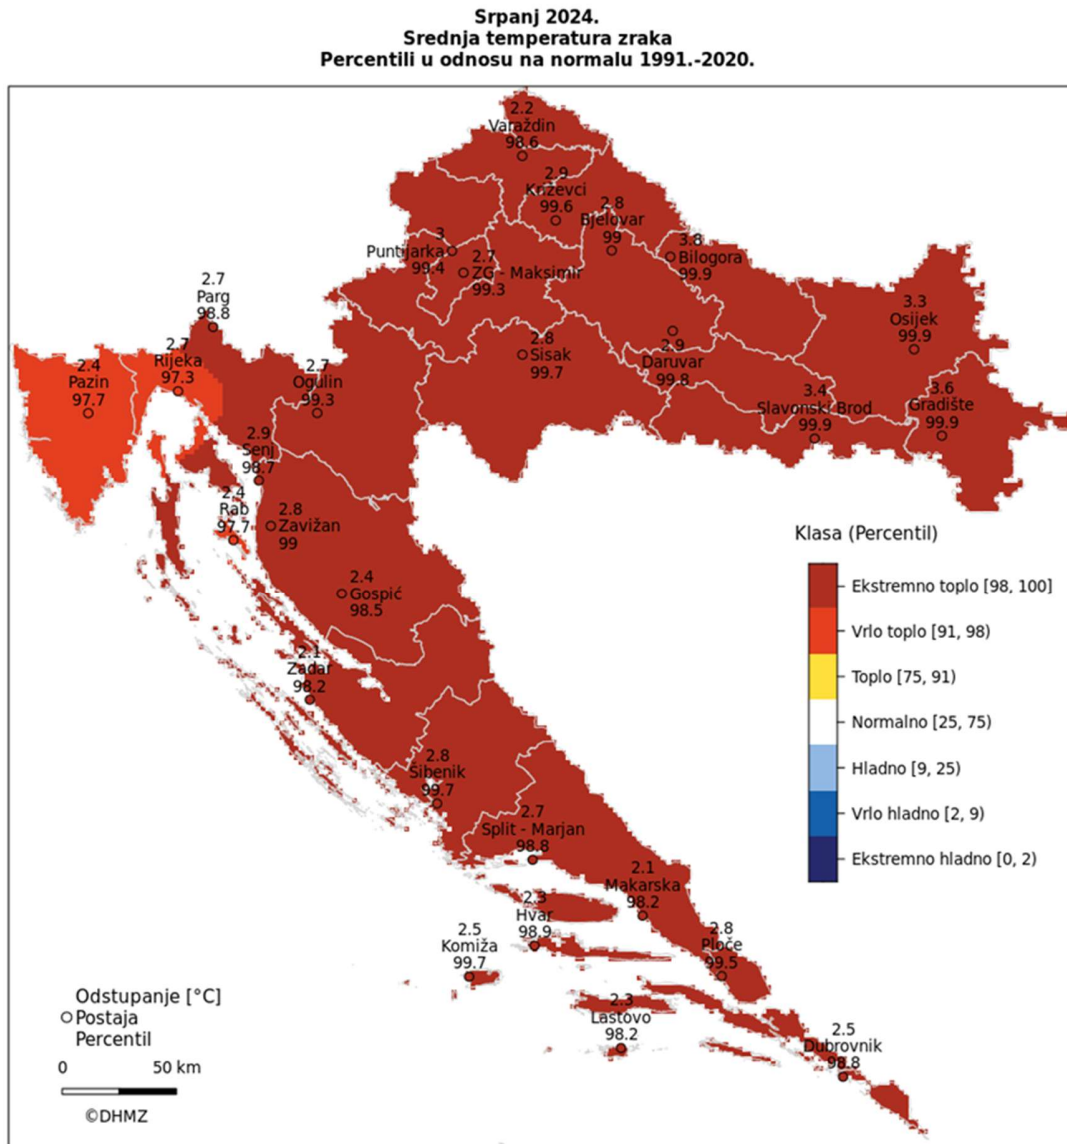 Srpanj 2024.
Srednja temperatura zraka
Percentili u odnosu na normalu 1991.-2020.
2.2
Varaždin
98.6
2.9
Križevci
99.6
2.8
Bjelovar
99
3
Puntijarka
99.4
2.7
ZG - Maksimir
99.3
3.8
Bilogora
99.9
2.7
Parg
98.8
3.3
Osijek
99.9
2.4
Pazin
97.7
2.7
Rijeka
97.3
2.7
Ogulin
99.3
2.8
Sisak
99.7
2.9
Daruvar
99.8
3.4
Slavonski Brod
99.9
3.6
Gradište
99.9
2.9
Senj
98.7
2.4
Rab
97.7
2.8
Zavižan
99
2.4
Gospić
98.5
2.1
Zadar
98.2
2.8
Šibenik
99.7
2.7
Split - Marjan
98.8
2.1
Makarska
98.2
2.3
Hvar
98.9
2.5
Komiža
99.7
2.8
Ploče
99.5
2.3
Lastovo
98.2
2.5
Dubrovnik
98.8
Klasa (Percentil)
Ekstremno toplo [98, 100]
Vrlo toplo [91, 98)
Toplo [75, 91)
Normalno [25, 75)
Hladno [9, 25)
Vrlo hladno [2, 9)
Ekstremno hladno [0, 2)
Odstupanje [°C]
Postaja
Percentil
0 50 km
©DHMZ